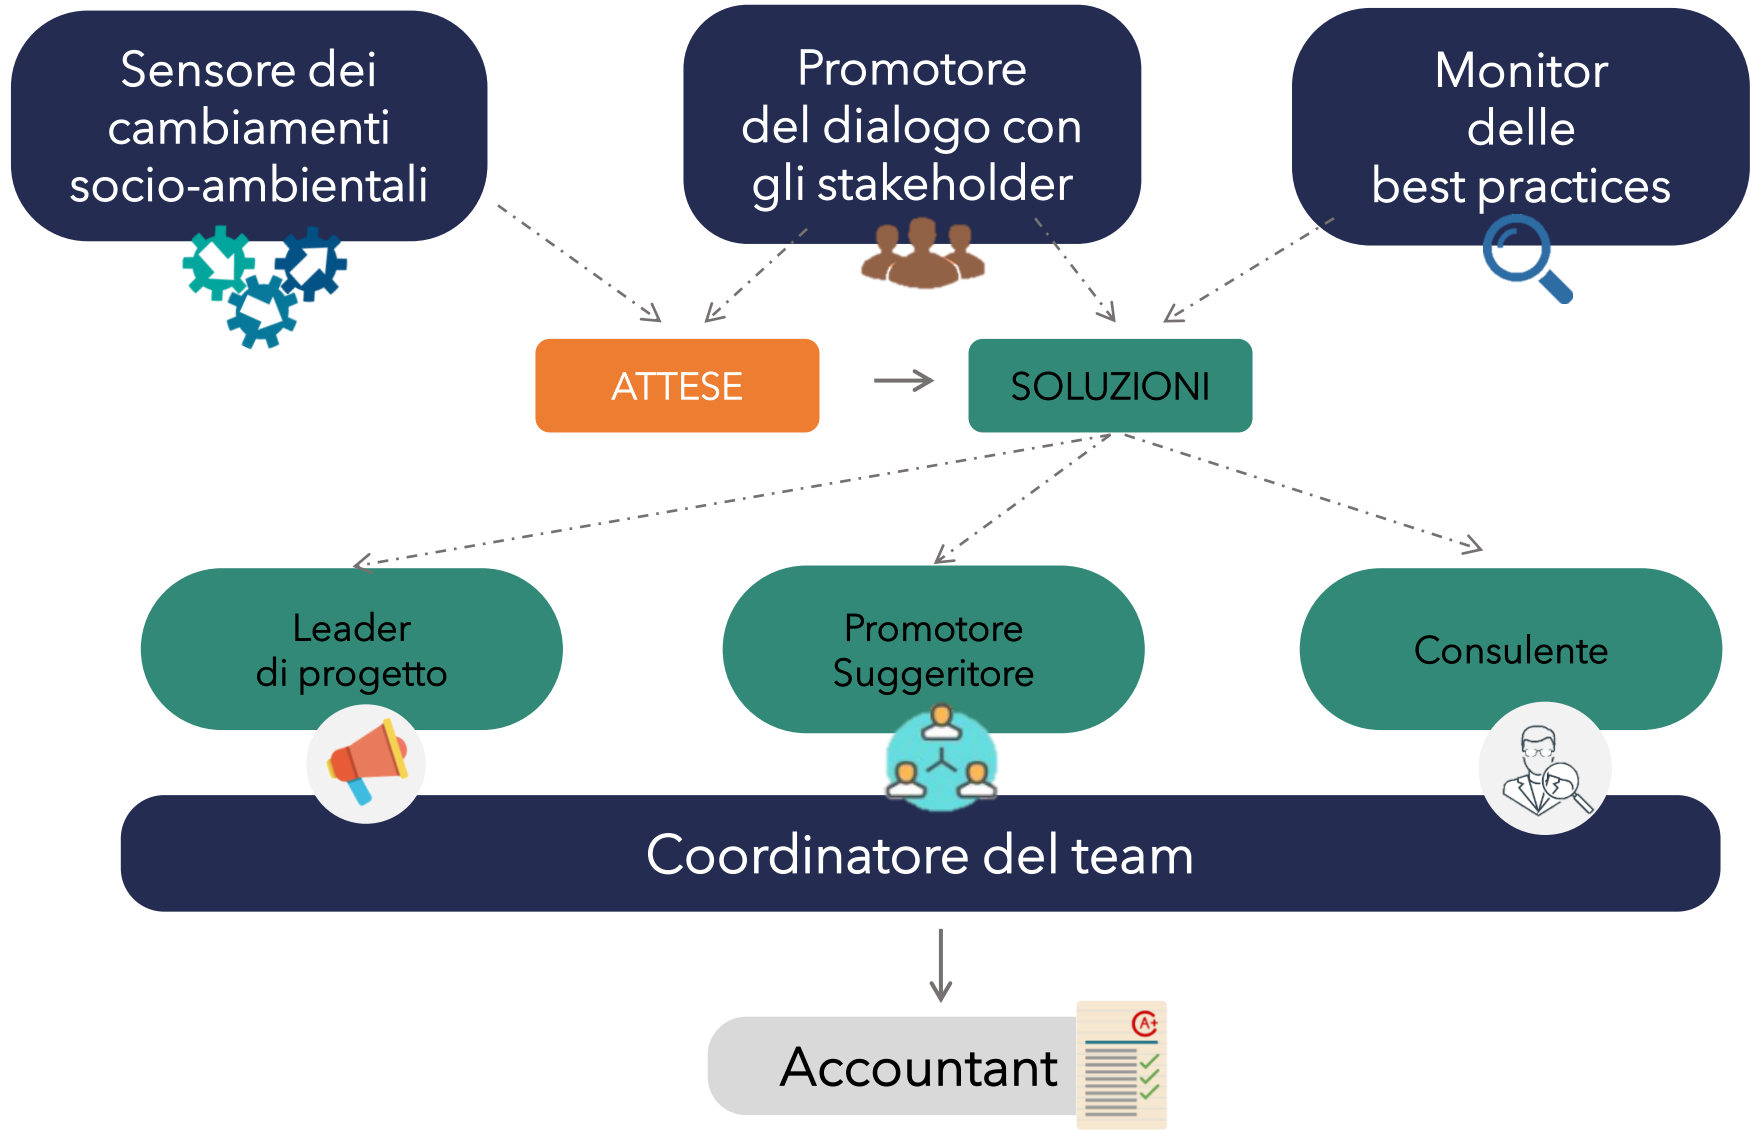 Sensore dei
cambiamenti
socio-ambientali
Promotore
del dialogo con
gli stakeholder
Monitor
delle
best practices
ATTESE
SOLUZIONI
Leader
di progetto
Promotore
Suggeritore
Consulente
Coordinatore del team
Accountant
A+